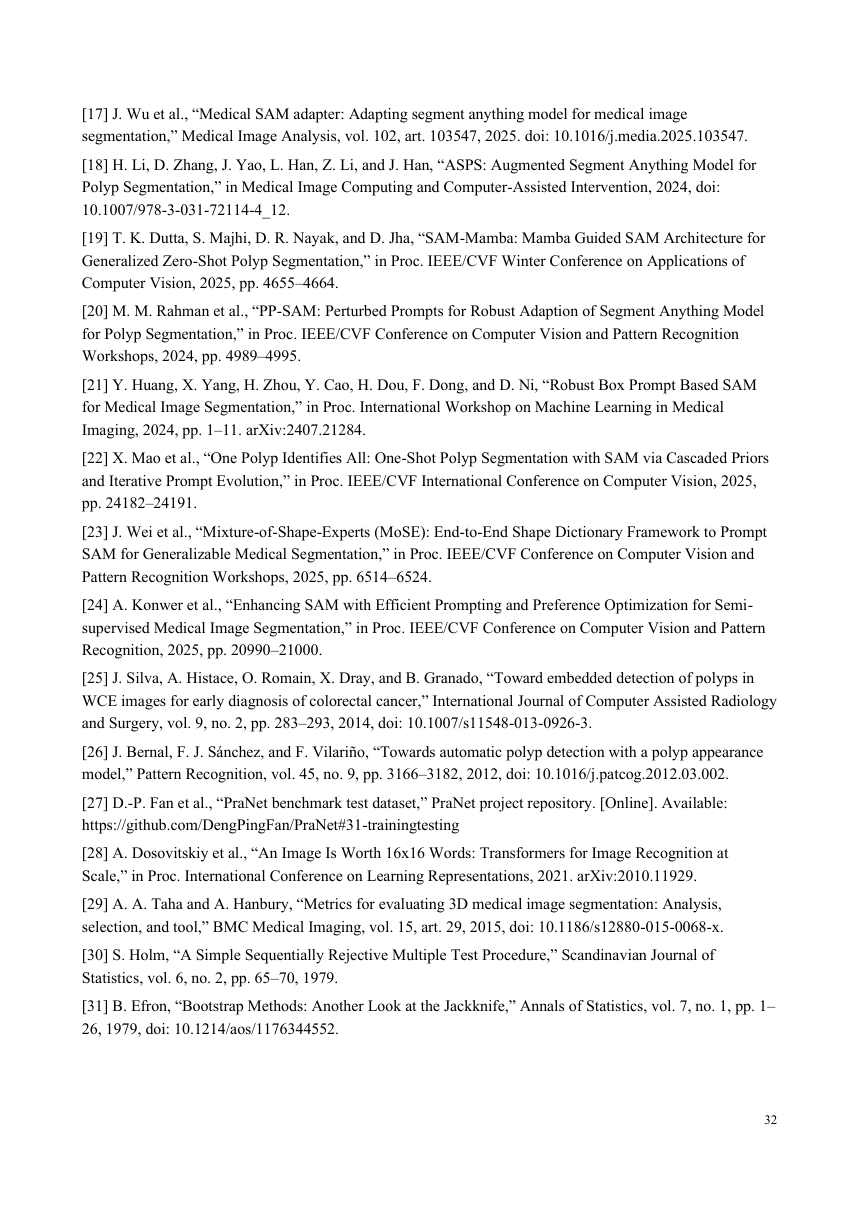 [17] J. Wu et al., “Medical SAM adapter: Adapting segment anything model for medical image
segmentation,” Medical Image Analysis, vol. 102, art. 103547, 2025. doi: 10.1016/j.media.2025.103547.
[18] H. Li, D. Zhang, J. Yao, L. Han, Z. Li, and J. Han, “ASPS: Augmented Segment Anything Model for
Polyp Segmentation,” in Medical Image Computing and Computer-Assisted Intervention, 2024, doi:
10.1007/978-3-031-72114-4_12.
[19] T. K. Dutta, S. Majhi, D. R. Nayak, and D. Jha, “SAM-Mamba: Mamba Guided SAM Architecture for
Generalized Zero-Shot Polyp Segmentation,” in Proc. IEEE/CVF Winter Conference on Applications of
Computer Vision, 2025, pp. 4655–4664.
[20] M. M. Rahman et al., “PP-SAM: Perturbed Prompts for Robust Adaption of Segment Anything Model
for Polyp Segmentation,” in Proc. IEEE/CVF Conference on Computer Vision and Pattern Recognition
Workshops, 2024, pp. 4989–4995.
[21] Y. Huang, X. Yang, H. Zhou, Y. Cao, H. Dou, F. Dong, and D. Ni, “Robust Box Prompt Based SAM
for Medical Image Segmentation,” in Proc. International Workshop on Machine Learning in Medical
Imaging, 2024, pp. 1–11. arXiv:2407.21284.
[22] X. Mao et al., “One Polyp Identifies All: One-Shot Polyp Segmentation with SAM via Cascaded Priors
and Iterative Prompt Evolution,” in Proc. IEEE/CVF International Conference on Computer Vision, 2025,
pp. 24182–24191.
[23] J. Wei et al., “Mixture-of-Shape-Experts (MoSE): End-to-End Shape Dictionary Framework to Prompt
SAM for Generalizable Medical Segmentation,” in Proc. IEEE/CVF Conference on Computer Vision and
Pattern Recognition Workshops, 2025, pp. 6514–6524.
[24] A. Konwer et al., “Enhancing SAM with Efficient Prompting and Preference Optimization for Semi-
supervised Medical Image Segmentation,” in Proc. IEEE/CVF Conference on Computer Vision and Pattern
Recognition, 2025, pp. 20990–21000.
[25] J. Silva, A. Histace, O. Romain, X. Dray, and B. Granado, “Toward embedded detection of polyps in
WCE images for early diagnosis of colorectal cancer,” International Journal of Computer Assisted Radiology
and Surgery, vol. 9, no. 2, pp. 283–293, 2014, doi: 10.1007/s11548-013-0926-3.
[26] J. Bernal, F. J. Sánchez, and F. Vilariño, “Towards automatic polyp detection with a polyp appearance
model,” Pattern Recognition, vol. 45, no. 9, pp. 3166–3182, 2012, doi: 10.1016/j.patcog.2012.03.002.
[27] D.-P. Fan et al., “PraNet benchmark test dataset,” PraNet project repository. [Online]. Available:
https://github.com/DengPingFan/PraNet#31-trainingtesting
[28] A. Dosovitskiy et al., “An Image Is Worth 16x16 Words: Transformers for Image Recognition at
Scale,” in Proc. International Conference on Learning Representations, 2021. arXiv:2010.11929.
[29] A. A. Taha and A. Hanbury, “Metrics for evaluating 3D medical image segmentation: Analysis,
selection, and tool,” BMC Medical Imaging, vol. 15, art. 29, 2015, doi: 10.1186/s12880-015-0068-x.
[30] S. Holm, “A Simple Sequentially Rejective Multiple Test Procedure,” Scandinavian Journal of
Statistics, vol. 6, no. 2, pp. 65–70, 1979.
[31] B. Efron, “Bootstrap Methods: Another Look at the Jackknife,” Annals of Statistics, vol. 7, no. 1, pp. 1–
26, 1979, doi: 10.1214/aos/1176344552.
32